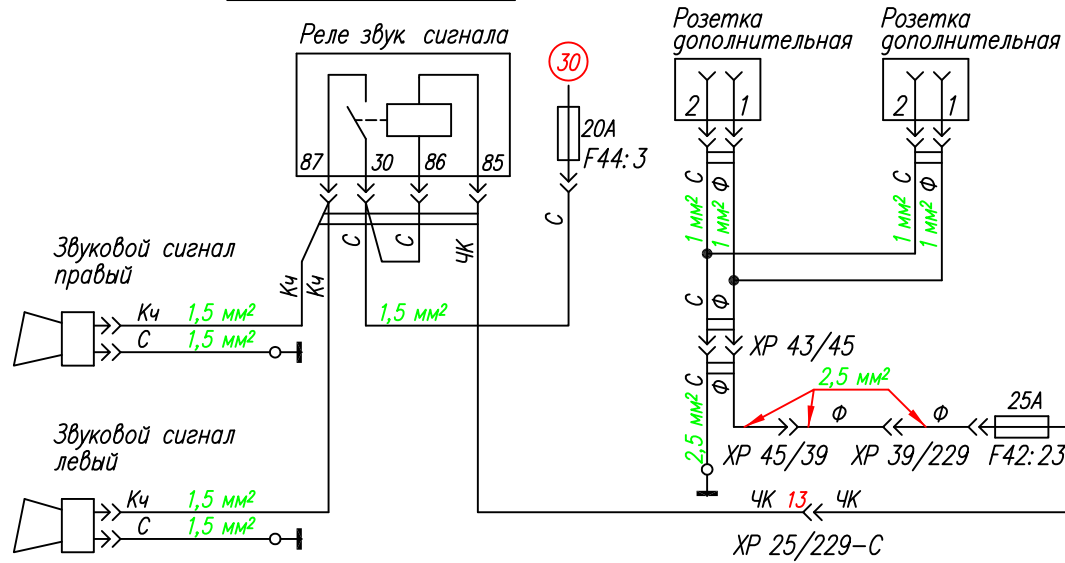 Реле звук. сигнала
87
30
86
85
30
20А
F44:3
С
Розетка
дополнительная
2
1
Розетка
дополнительная
2
1
С
Ф
1 мм²
1 мм²
С
Ф
1 мм²
1 мм²
С
С
ЧК
Кч
Кч
1,5 мм²
Звуковой сигнал
правый
Кч
1,5 мм²
С
1,5 мм²
Звуковой сигнал
левый
Кч
1,5 мм²
С
1,5 мм²
С
Ф
ХР 43/45
С
Ф
2,5 мм²
2,5 мм²
Ф
Ф
25А
ХР 45/39
ХР 39/229
F42:23
ЧК
13
ЧК
ХР 25/229-С